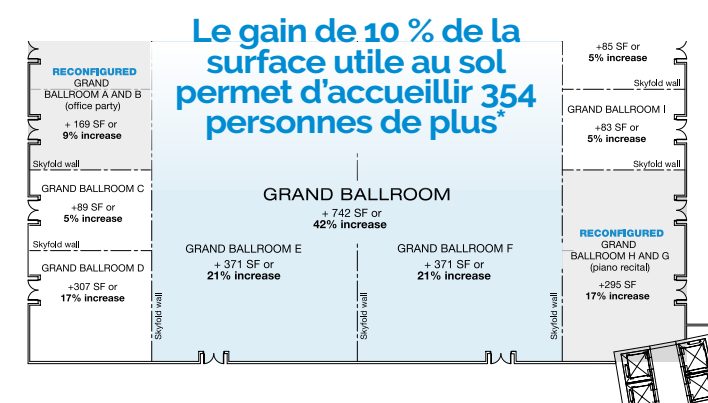 Le gain de 10 % de la
surface utile au sol
permet d'accueillir 354
personnes de plus*
RECONFIGURED
GRAND
BALLROOM A AND B
(office party)
+ 169 SF or
9% increase
Skyfold wall
GRAND BALLROOM C
+89 SF or
5% increase
Skyfold wall
GRAND BALLROOM D
+307 SF or
17% increase
Skyfold wall
GRAND BALLROOM
+ 742 SF or
42% increase
GRAND BALLROOM E
+ 371 SF or
21% increase
Skyfold wall
GRAND BALLROOM F
+ 371 SF or
21% increase
Skyfold wall
+85 SF or
5% increase
Skyfold wall
GRAND BALLROOM I
+83 SF or
5% increase
Skyfold wall
RECONFIGURED
GRAND
BALLROOM H AND G
(piano recital)
+295 SF
17% increase